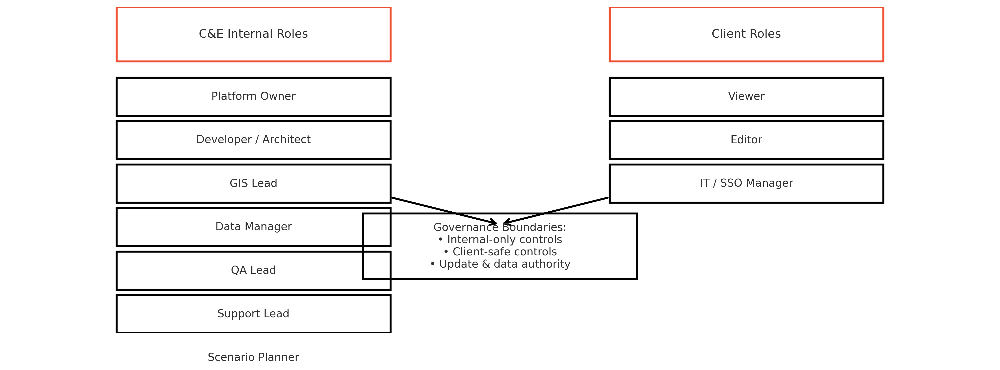 C&E Internal Roles
Platform Owner
Developer / Architect
GIS Lead
Data Manager
QA Lead
Support Lead
Scenario Planner
Client Roles
Viewer
Editor
IT / SSO Manager
Governance Boundaries:
• Internal-only controls
• Client-safe controls
• Update & data authority